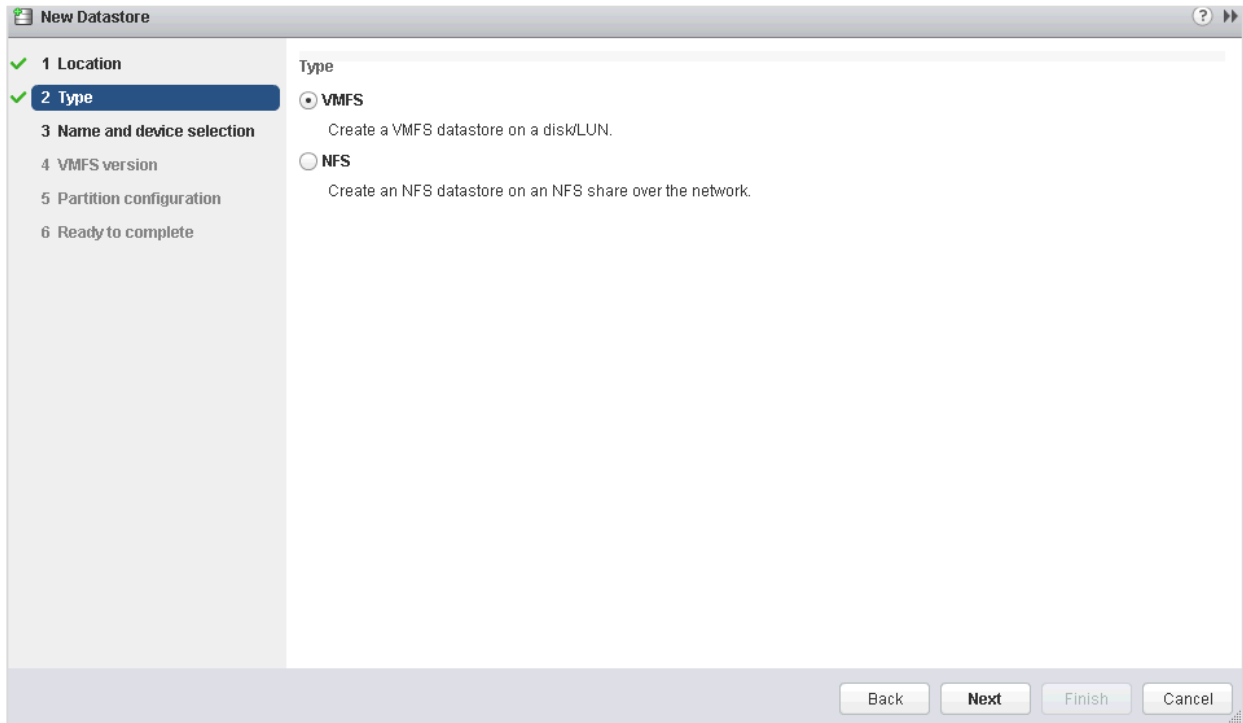 New Datastore
?
1 Location
2 Type
3 Name and device selection
4 VMFS version
5 Partition configuration
6 Ready to complete
Type
VMFS
Create a VMFS datastore on a disk/LUN.
NFS
Create an NFS datastore on an NFS share over the network.
Back Next Finish Cancel